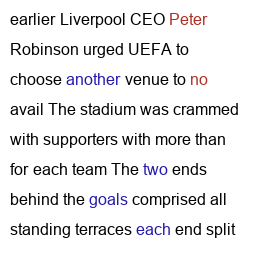 earlier Liverpool CEO Peter
Robinson urged UEFA to
choose another venue to no
avail The stadium was crammed
with supporters with more than
for each team The two ends
behind the goals comprised all
standing terraces each end split